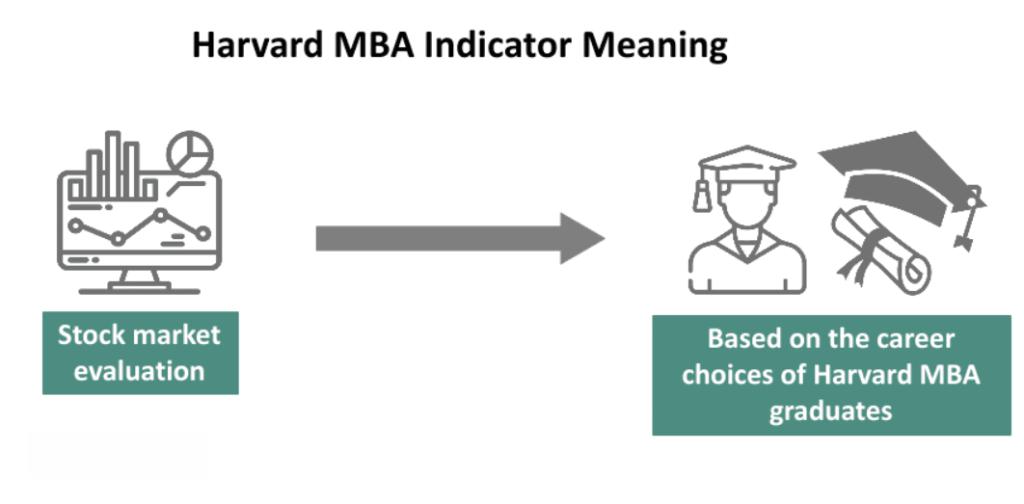 Harvard MBA Indicator Meaning
Stock market
evaluation
Based on the career
choices of Harvard MBA
graduates